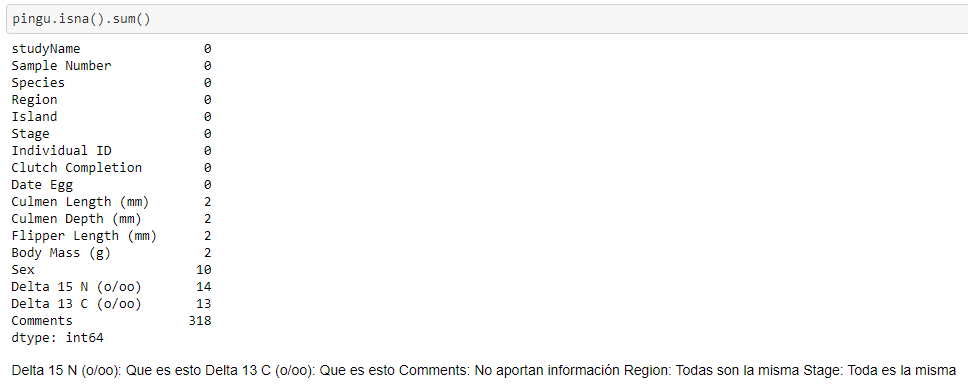 pingu.isna().sum()
studyName 0
Sample Number 0
Species 0
Region 0
Island 0
Stage 0
Individual ID 0
Clutch Completion 0
Date Egg 0
Culmen Length (mm) 2
Culmen Depth (mm) 2
Flipper Length (mm) 2
Body Mass (g) 2
Sex 10
Delta 15 N (o/oo) 14
Delta 13 C (o/oo) 13
Comments 318
dtype: int64
Delta 15 N (o/oo): Que es esto Delta 13 C (o/oo): Que es esto Comments: No aportan información Region: Todas son la misma Stage: Toda es la misma